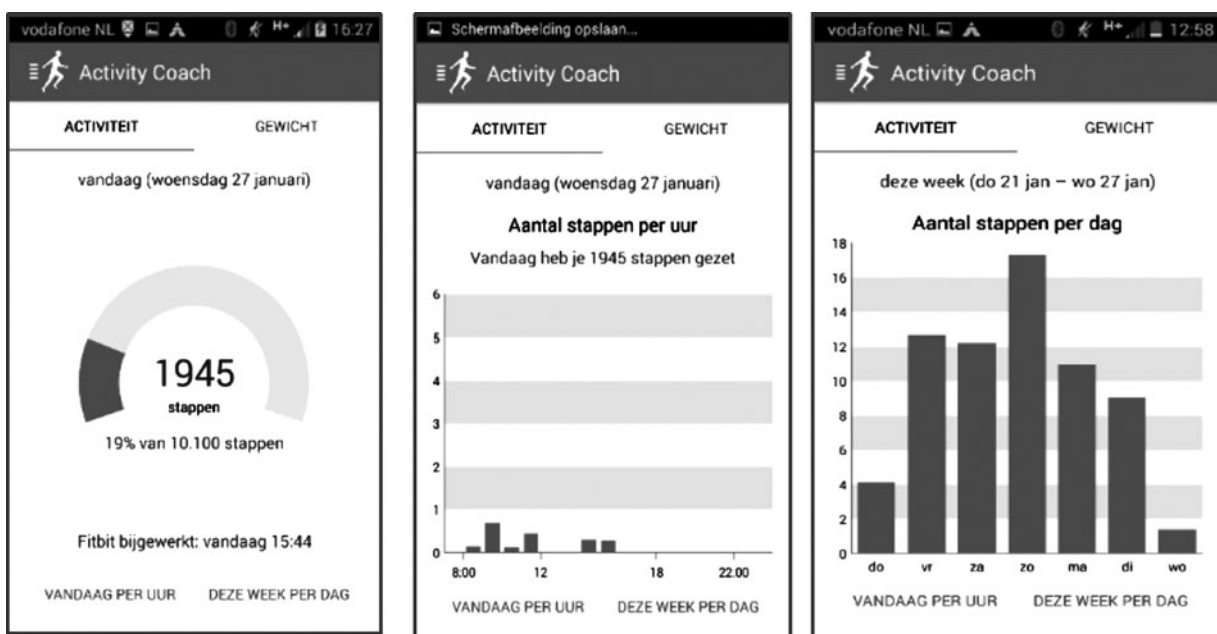 vodafone NL H+ 16:27
Activity Coach
ACTIVITEIT GEWICHT
vandaag (woensdag 27 januari)
1945
stappen
19% van 10.100 stappen
Fitbit bijgewerkt: vandaag 15:44
VANDAAG PER UUR DEZE WEEK PER DAG
Schermafbeelding opslaan...
Activity Coach
ACTIVITEIT GEWICHT
vandaag (woensdag 27 januari)
Aantal stappen per uur
Vandaag heb je 1945 stappen gezet
6
5
4
3
2
1
0
8:00 12 18 22:00
VANDAAG PER UUR DEZE WEEK PER DAG
vodafone NL H+ 12:58
Activity Coach
ACTIVITEIT GEWICHT
deze week (do 21 jan – wo 27 jan)
Aantal stappen per dag
18
16
14
12
10
8
6
4
2
0
do vr za zo ma di wo
VANDAAG PER UUR DEZE WEEK PER DAG